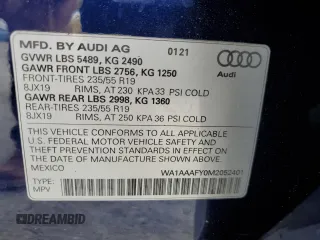 MFD. BY AUDI AG 0121
GVWR LBS 5489, KG 2490
GAWR FRONT LBS 2756, KG 1250
FRONT-TIRES 235/55 R19
8JX19 RIMS, AT 230 KPA 33 PSI COLD
GAWR REAR LBS 2998, KG 1360
REAR-TIRES 235/55 R19
8JX19 RIMS, AT 250 KPA 36 PSI COLD
Audi
THIS VEHICLE CONFORMS TO ALL APPLICABLE
U.S. FEDERAL MOTOR VEHICLE SAFETY AND
THEFT PREVENTION STANDARDS IN EFFECT ON
THE DATE OF MANUFACTURE SHOWN ABOVE.
MEXICO
WA1AAAFY0M2062401
TYPE:
MPV
AUTOBIDMASTER